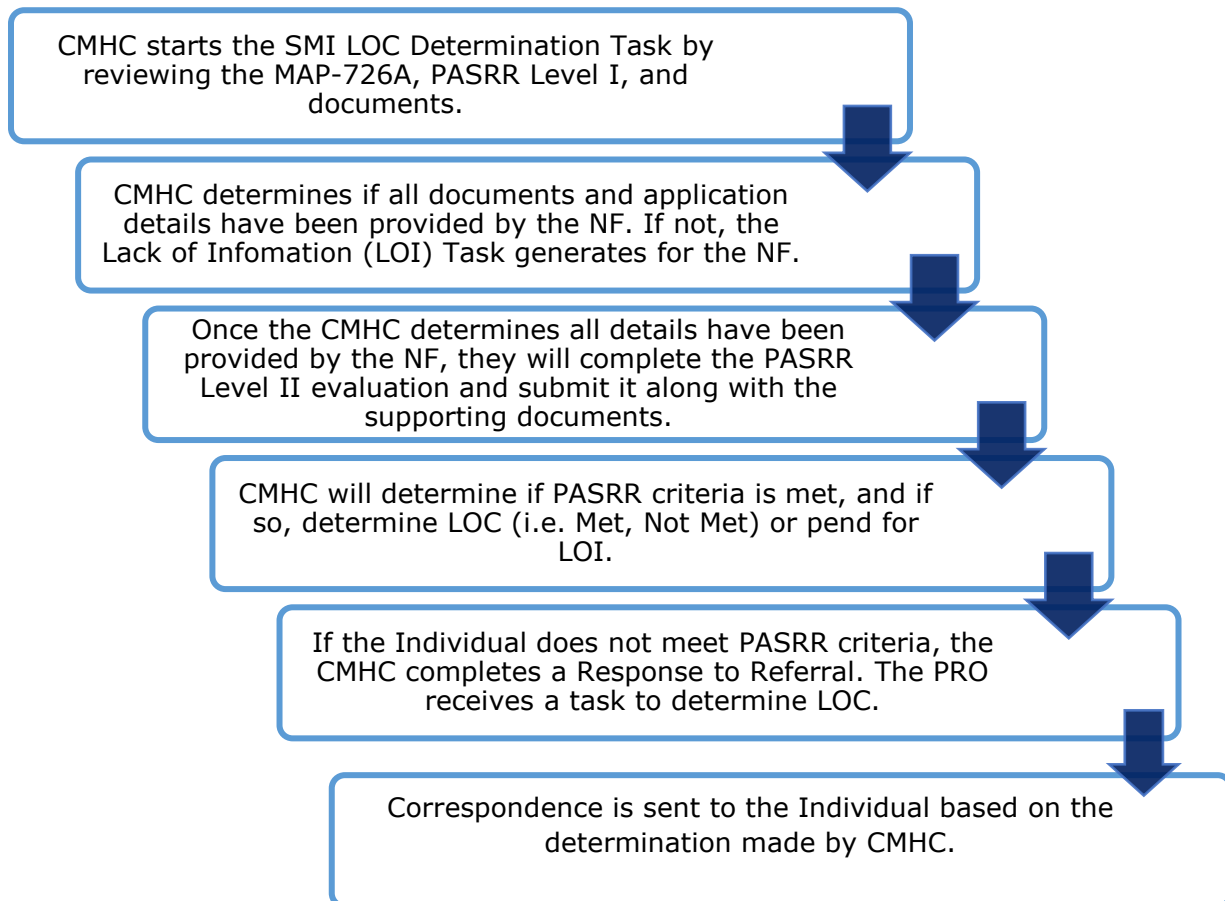 CMHC starts the SMI LOC Determination Task by
reviewing the MAP-726A, PASRR Level I, and
documents.
CMHC determines if all documents and application
details have been provided by the NF. If not, the
Lack of Infomation (LOI) Task generates for the NF.
Once the CMHC determines all details have been
provided by the NF, they will complete the PASRR
Level II evaluation and submit it along with the
supporting documents.
CMHC will determine if PASRR criteria is met, and if
so, determine LOC (i.e. Met, Not Met) or pend for
LOI.
If the Individual does not meet PASRR criteria, the
CMHC completes a Response to Referral. The PRO
receives a task to determine LOC.
Correspondence is sent to the Individual based on the
determination made by CMHC.